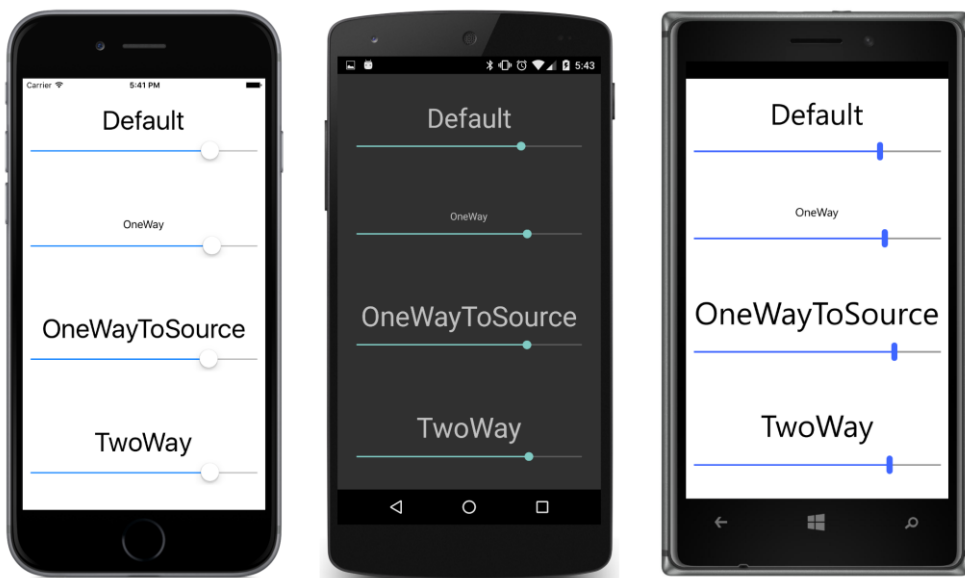 Carrier
5:41 PM
Default
OneWay
OneWayToSource
TwoWay
5:43
Default
OneWay
OneWayToSource
TwoWay
Default
OneWay
OneWayToSource
TwoWay